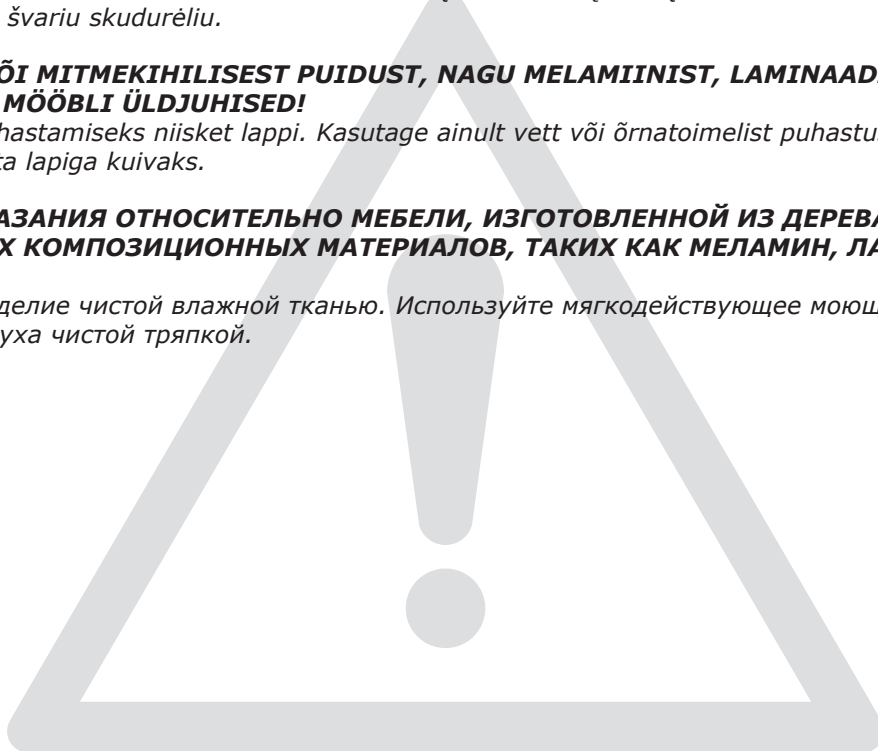 švariu skudurėliu.
ÕI MITMEKIHILISEST PUIDUST, NAGU MELAMIINIST, LAMINAAD
MÖÖBLI ÜLDJUHISED!
hastamiseks niisket lappi. Kasutage ainult vett või õrnatoimelist puhastu
ta lapiga kuivaks.
АЗАНИЯ ОТНОСИТЕЛЬНО МЕБЕЛИ, ИЗГОТОВЛЕННОЙ ИЗ ДЕРЕВА
Х КОМПОЗИЦИОННЫХ МАТЕРИАЛОВ, ТАКИХ КАК МЕЛАМИН, ЛА
делие чистой влажной тканью. Используйте мягкодействующее моющ
уха чистой тряпкой.